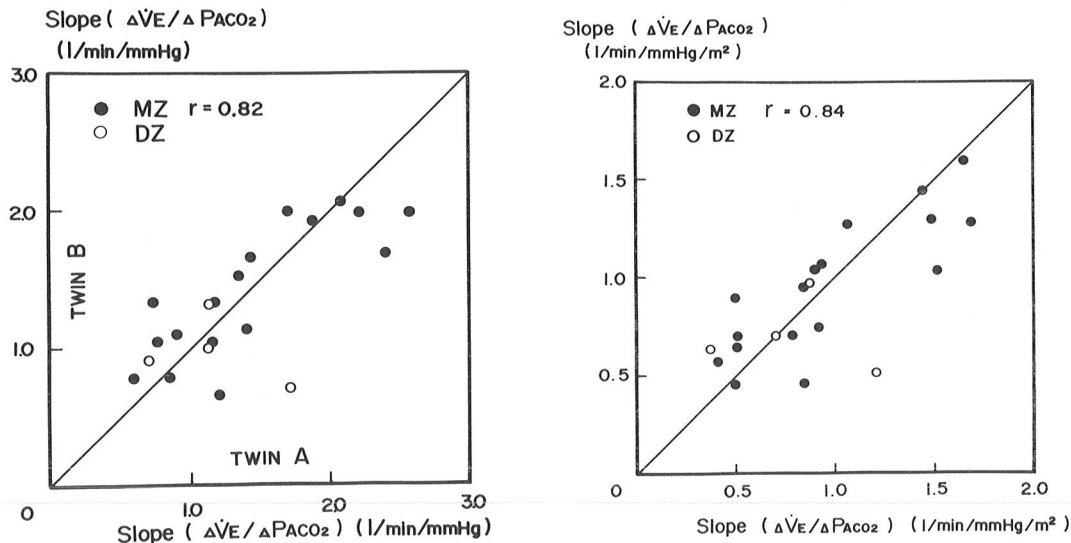 Slope ( ΔV̇E / Δ PACO₂ )
(l/min/mmHg)
3.0
● MZ r = 0.82
○ DZ
2.0
TWIN B
1.0
TWIN A
0
1.0
2.0
3.0
Slope ( ΔV̇E / ΔPACO₂ ) (l/min/mmHg)
Slope ( ΔV̇E / Δ PACO₂ )
( l/min/mmHg/m² )
2.0
● MZ r = 0.84
○ DZ
1.5
1.0
0.5
0
0.5
1.0
1.5
2.0
Slope ( ΔV̇E / ΔPACO₂ ) ( l/min/mmHg/m² )